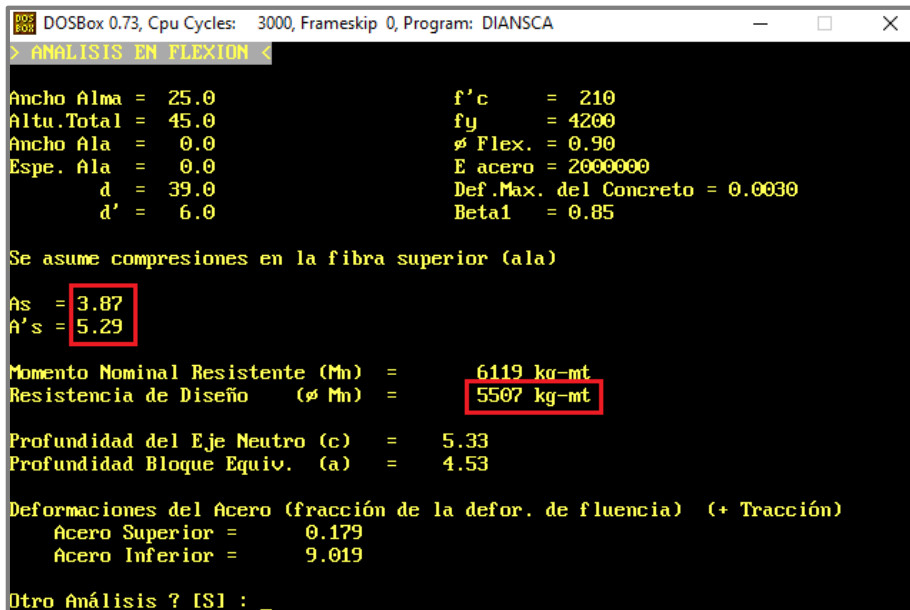 DOSBox 0.73, Cpu Cycles: 3000, Frameskip 0, Program: DIANSCA
> ANALISIS EN FLEXION <
Ancho Alma = 25.0 f'c = 210
Altu.Total = 45.0 fy = 4200
Ancho Ala = 0.0 ø Flex. = 0.90
Espe. Ala = 0.0 E acero = 2000000
d = 39.0 Def.Max. del Concreto = 0.0030
d' = 6.0 Beta1 = 0.85
Se asume compresiones en la fibra superior (ala)
As = 3.87
A's = 5.29
Momento Nominal Resistente (Mn) = 6119 kg-mt
Resistencia de Diseño (ø Mn) = 5507 kg-mt
Profundidad del Eje Neutro (c) = 5.33
Profundidad Bloque Equiv. (a) = 4.53
Deformaciones del Acero (fracción de la defor. de fluencia) (+ Tracción)
Acero Superior = 0.179
Acero Inferior = 9.019
Otro Análisis ? [S] : _